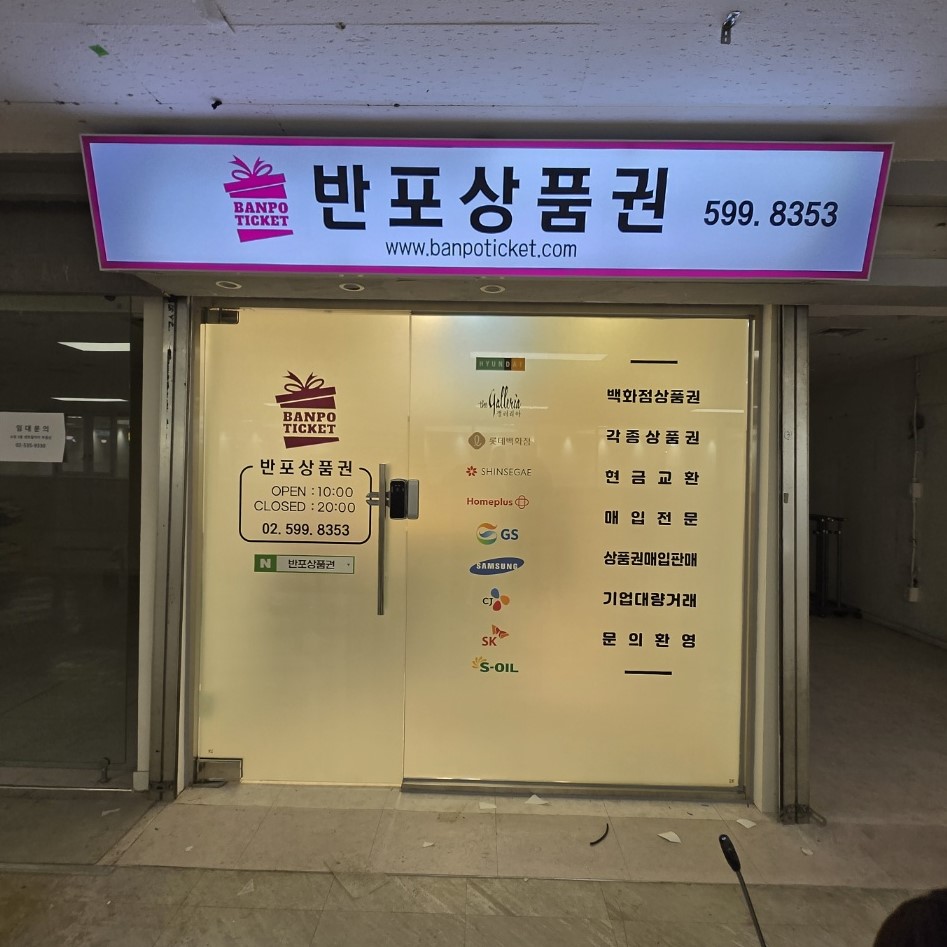 BANPO
TICKET
반포상품권
599. 8353
www.banpoticket.com
BANPO
TICKET
반포상품권
OPEN : 10:00
CLOSED : 20:00
02. 599. 8353
N 반포상품권
HYUNDAI
the Galleria
갤러리아
롯데백화점
SHINSEGAE
Homeplus
GS
SAMSUNG
CJ
SK
S-OIL
백화점상품권
각종상품권
현금교환
매입전문
상품권매입판매
기업대량거래
문의환영
임대문의